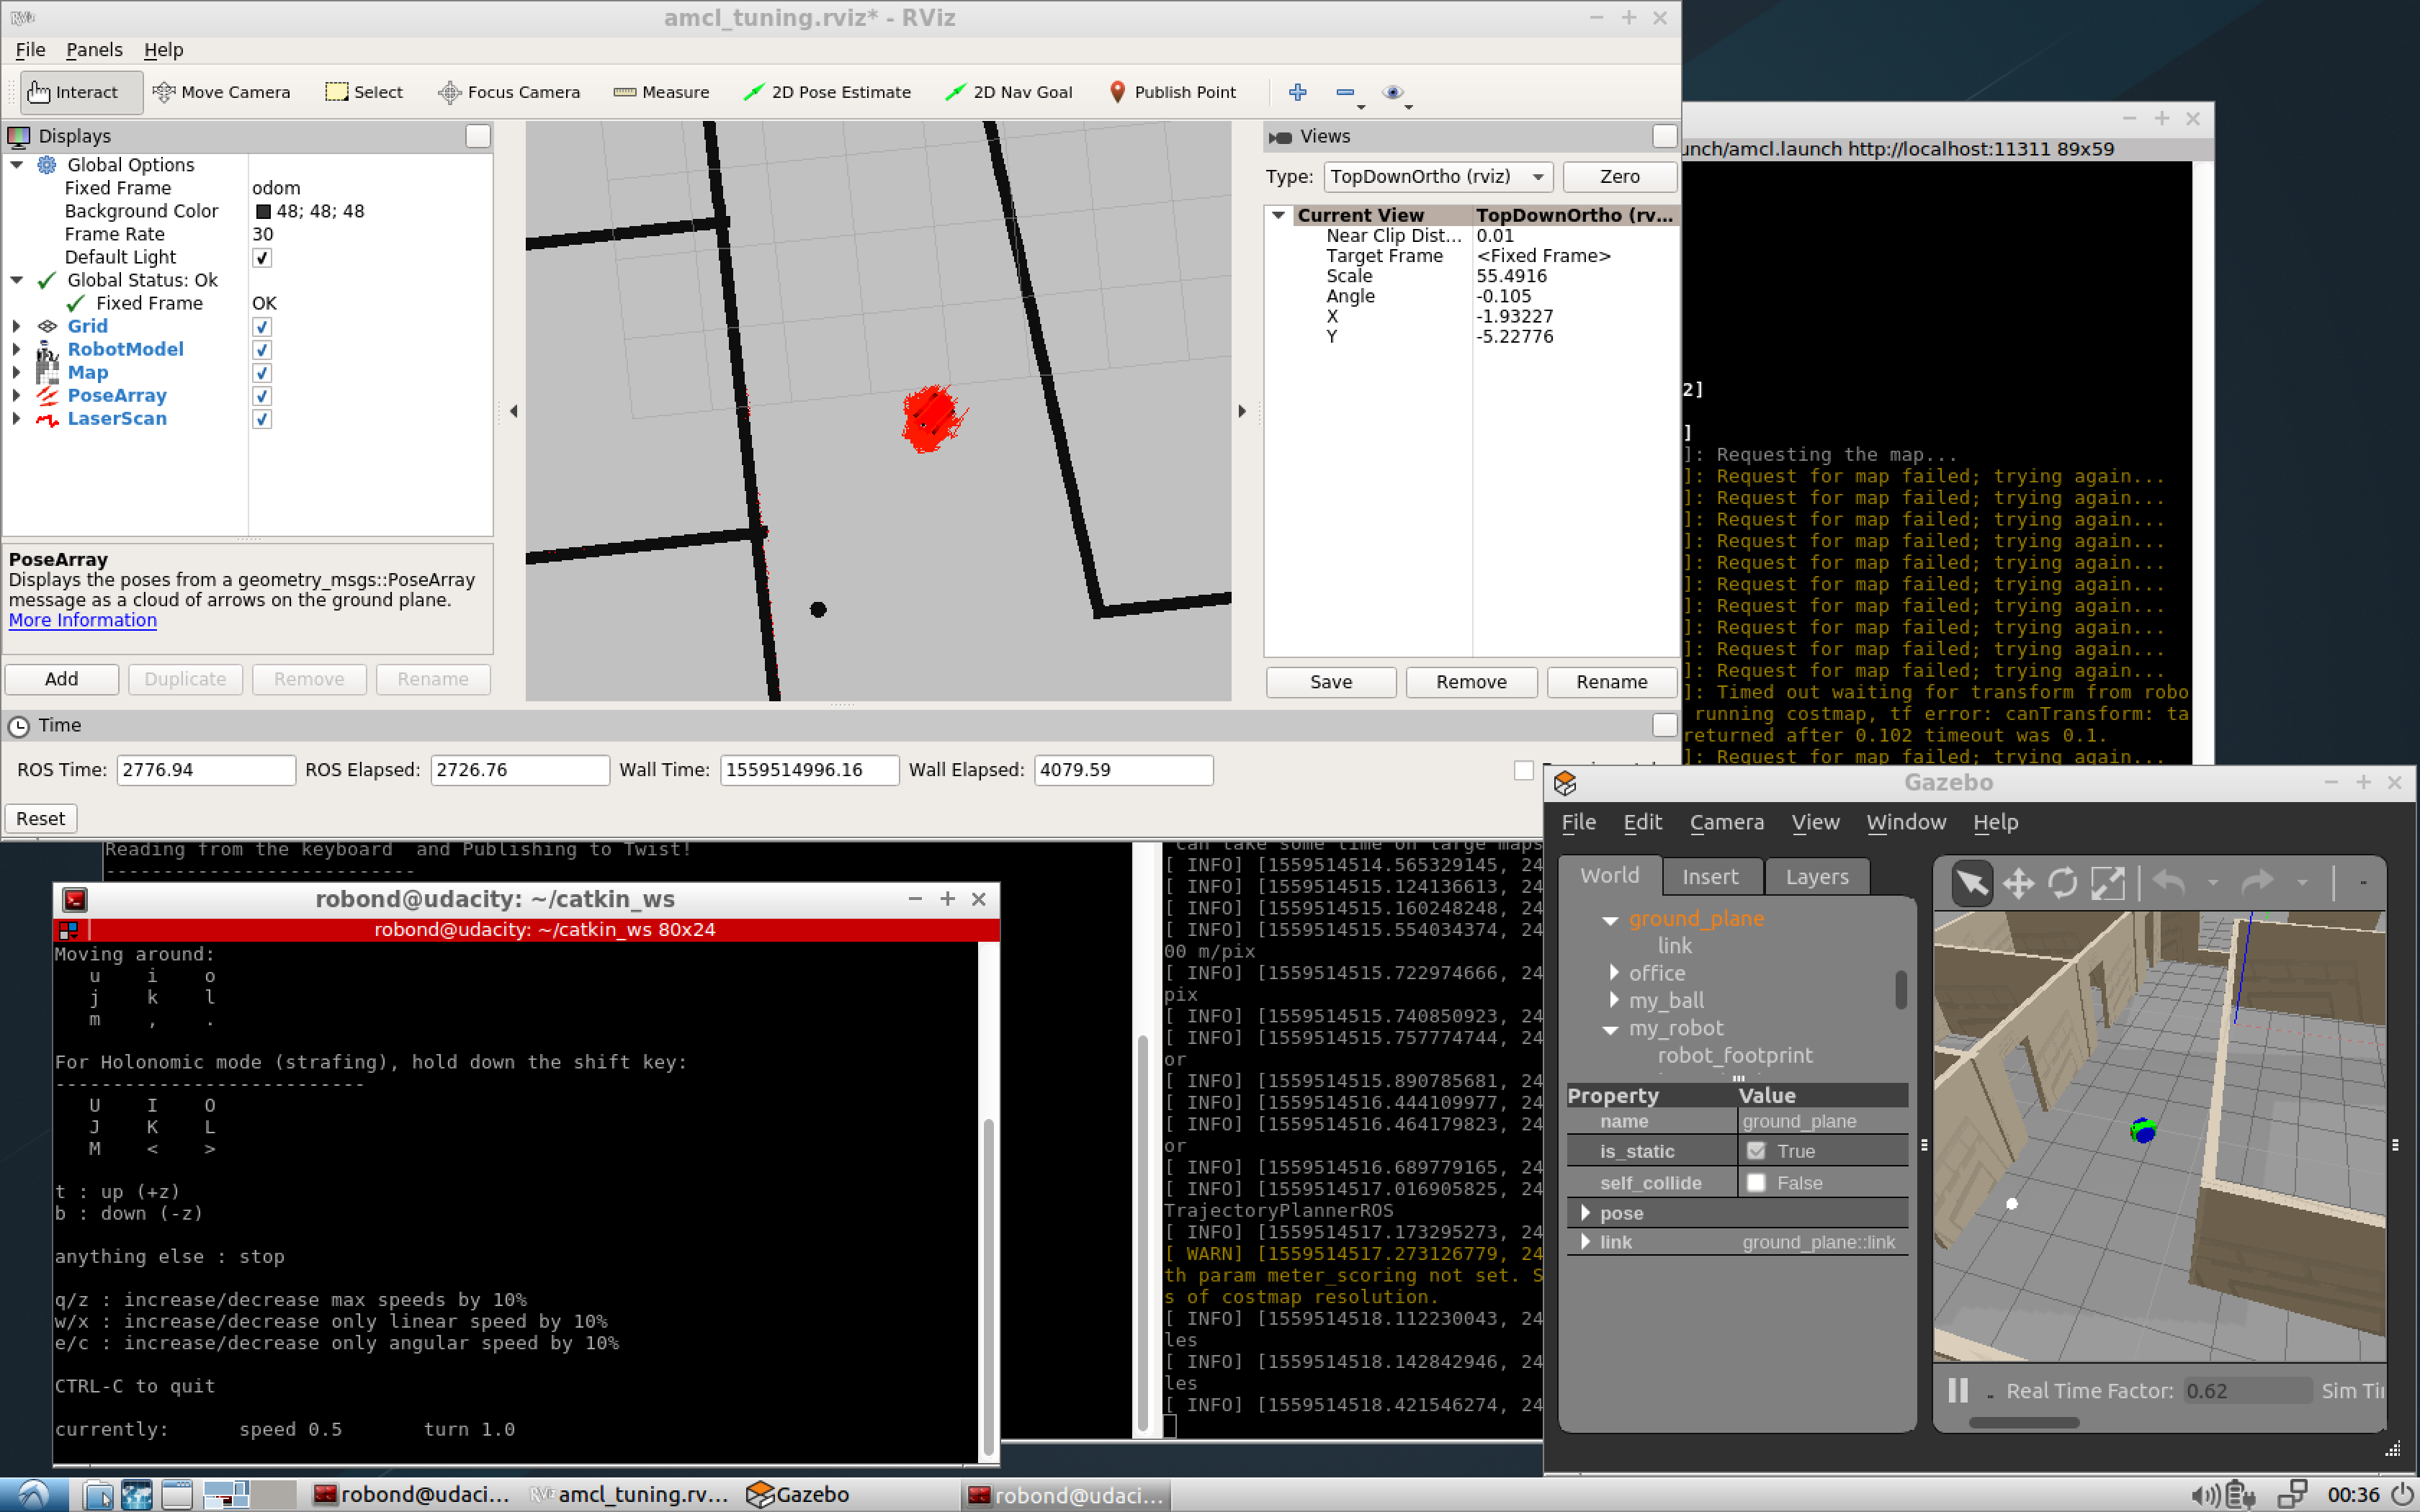 RViz
amcl_tuning.rviz* - RViz
File Panels Help
Interact Move Camera Select Focus Camera Measure 2D Pose Estimate 2D Nav Goal Publish Point
Displays
Global Options
Fixed Frame odom
Background Color 48; 48; 48
Frame Rate 30
Default Light
Global Status: Ok
Fixed Frame OK
Grid
RobotModel
Map
PoseArray
LaserScan
PoseArray
Displays the poses from a geometry_msgs::PoseArray
message as a cloud of arrows on the ground plane.
More Information
Add Duplicate Remove Rename
Views
Type: TopDownOrtho (rviz) Zero
Current View TopDownOrtho (rv...
Near Clip Dist... 0.01
Target Frame <Fixed Frame>
Scale 55.4916
Angle -0.105
X -1.93227
Y -5.22776
Save Remove Rename
Time
ROS Time: 2776.94 ROS Elapsed: 2726.76 Wall Time: 1559514996.16 Wall Elapsed: 4079.59
Reset
unch/amcl.launch http://localhost:11311 89x59
2]
]
]: Requesting the map...
]: Request for map failed; trying again...
]: Request for map failed; trying again...
]: Request for map failed; trying again...
]: Request for map failed; trying again...
]: Request for map failed; trying again...
]: Request for map failed; trying again...
]: Request for map failed; trying again...
]: Request for map failed; trying again...
]: Request for map failed; trying again...
]: Request for map failed; trying again...
]: Timed out waiting for transform from robo
running costmap, tf error: canTransform: ta
returned after 0.102 timeout was 0.1.
]: Request for map failed; trying again...
Reading from the keyboard  and Publishing to Twist!
---------------------------
robond@udacity: ~/catkin_ws
robond@udacity: ~/catkin_ws 80x24
Moving around:
u i o
j k l
m , .
For Holonomic mode (strafing), hold down the shift key:
---------------------------
U I O
J K L
M < >
t : up (+z)
b : down (-z)
anything else : stop
q/z : increase/decrease max speeds by 10%
w/x : increase/decrease only linear speed by 10%
e/c : increase/decrease only angular speed by 10%
CTRL-C to quit
currently: speed 0.5 turn 1.0
can take some time on large maps
[ INFO] [1559514514.565329145, 24
[ INFO] [1559514515.124136613, 24
[ INFO] [1559514515.160248248, 24
[ INFO] [1559514515.554034374, 24
00 m/pix
[ INFO] [1559514515.722974666, 24
pix
[ INFO] [1559514515.740850923, 24
[ INFO] [1559514515.757774744, 24
or
[ INFO] [1559514515.890785681, 24
[ INFO] [1559514516.444109977, 24
[ INFO] [1559514516.464179823, 24
or
[ INFO] [1559514516.689779165, 24
[ INFO] [1559514517.016905825, 24
TrajectoryPlannerROS
[ INFO] [1559514517.173295273, 24
[ WARN] [1559514517.273126779, 24
th param meter_scoring not set. S
s of costmap resolution.
[ INFO] [1559514518.112230043, 24
les
[ INFO] [1559514518.142842946, 24
les
[ INFO] [1559514518.421546274, 24
Gazebo
File Edit Camera View Window Help
World Insert Layers
ground_plane
link
office
my_ball
my_robot
robot_footprint
Property Value
name ground_plane
is_static True
self_collide False
pose
link ground_plane::link
Real Time Factor: 0.62 Sim Ti
robond@udaci... RViz amcl_tuning.rv... Gazebo robond@udaci... 00:36